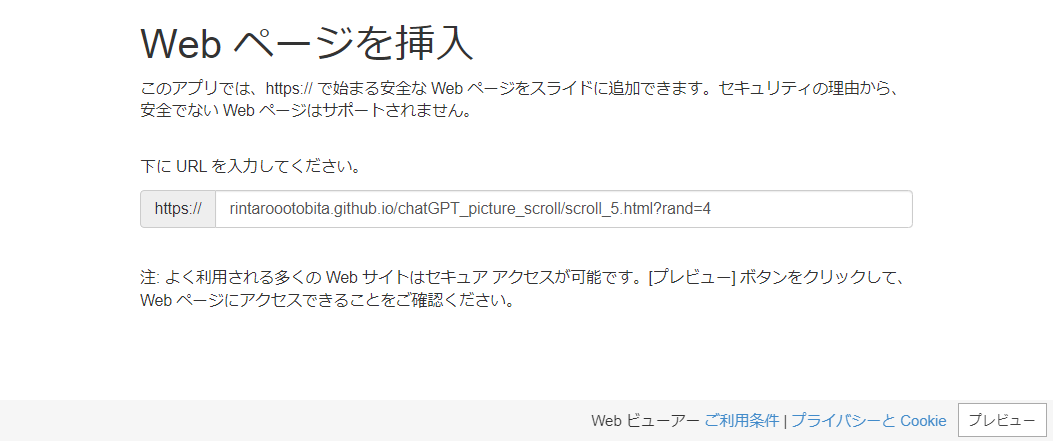 Web ページを挿入
このアプリでは、https:// で始まる安全な Web ページをスライドに追加できます。セキュリティの理由から、
安全でない Web ページはサポートされません。
下に URL を入力してください。
https:// rintaroootobita.github.io/chatGPT_picture_scroll/scroll_5.html?rand=4
注: よく利用される多くの Web サイトはセキュア アクセスが可能です。[プレビュー] ボタンをクリックして、
Web ページにアクセスできることをご確認ください。
Web ビューアー ご利用条件 | プライバシーと Cookie プレビュー